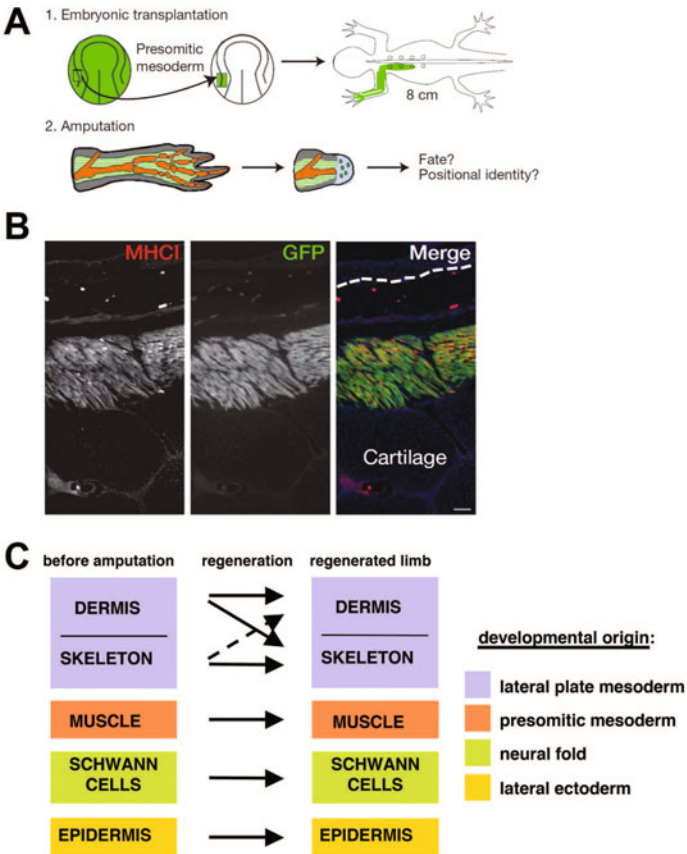 A
1. Embryonic transplantation
Presomitic
mesoderm
8 cm
2. Amputation
Fate?
Positional identity?
B
MHCI
GFP
Merge
Cartilage
C
before amputation
regeneration
regenerated limb
DERMIS
SKELETON
MUSCLE
SCHWANN
CELLS
EPIDERMIS
DERMIS
SKELETON
MUSCLE
SCHWANN
CELLS
EPIDERMIS
developmental origin:
lateral plate mesoderm
presomitic mesoderm
neural fold
lateral ectoderm